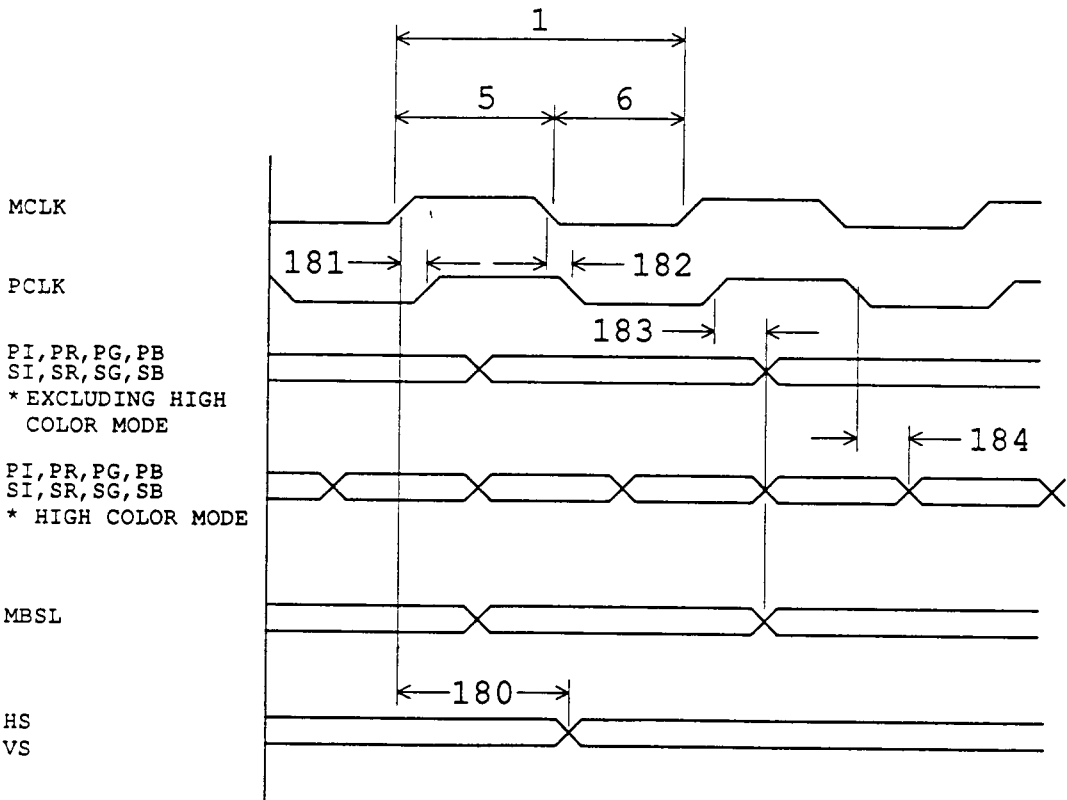 1
5 6
MCLK
181 182
PCLK
183
PI,PR,PG,PB
SI,SR,SG,SB
* EXCLUDING HIGH
COLOR MODE
184
PI,PR,PG,PB
SI,SR,SG,SB
* HIGH COLOR MODE
MBSL
180
HS
VS